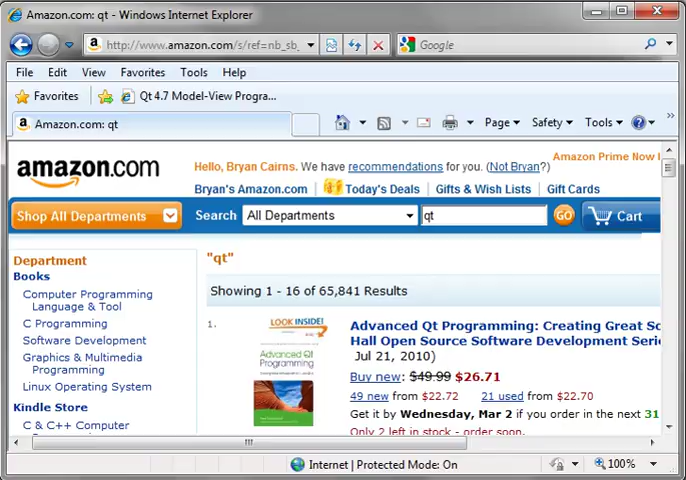 Amazon.com: qt - Windows Internet Explorer
http://www.amazon.com/s/ref=nb_sb_
Google
File Edit View Favorites Tools Help
Favorites Qt 4.7 Model-View Progra...
Amazon.com: qt
Page Safety Tools
amazon.com
Hello, Bryan Cairns. We have recommendations for you. (Not Bryan?)
Amazon Prime Now
Bryan's Amazon.com Today's Deals Gifts & Wish Lists Gift Cards
Shop All Departments Search All Departments qt GO Cart
Department
Books
Computer Programming
Language & Tool
C Programming
Software Development
Graphics & Multimedia
Programming
Linux Operating System
Kindle Store
C & C++ Computer
"qt"
Showing 1 - 16 of 65,841 Results
1.
LOOK INSIDE!
Advanced Qt
Programming
Advanced Qt Programming: Creating Great So
Hall Open Source Software Development Serie
Jul 21, 2010)
Buy new: $49.99 $26.71
49 new from $22.72 21 used from $22.70
Get it by Wednesday, Mar 2 if you order in the next 31
Only 2 left in stock - order soon.
Internet | Protected Mode: On
100%